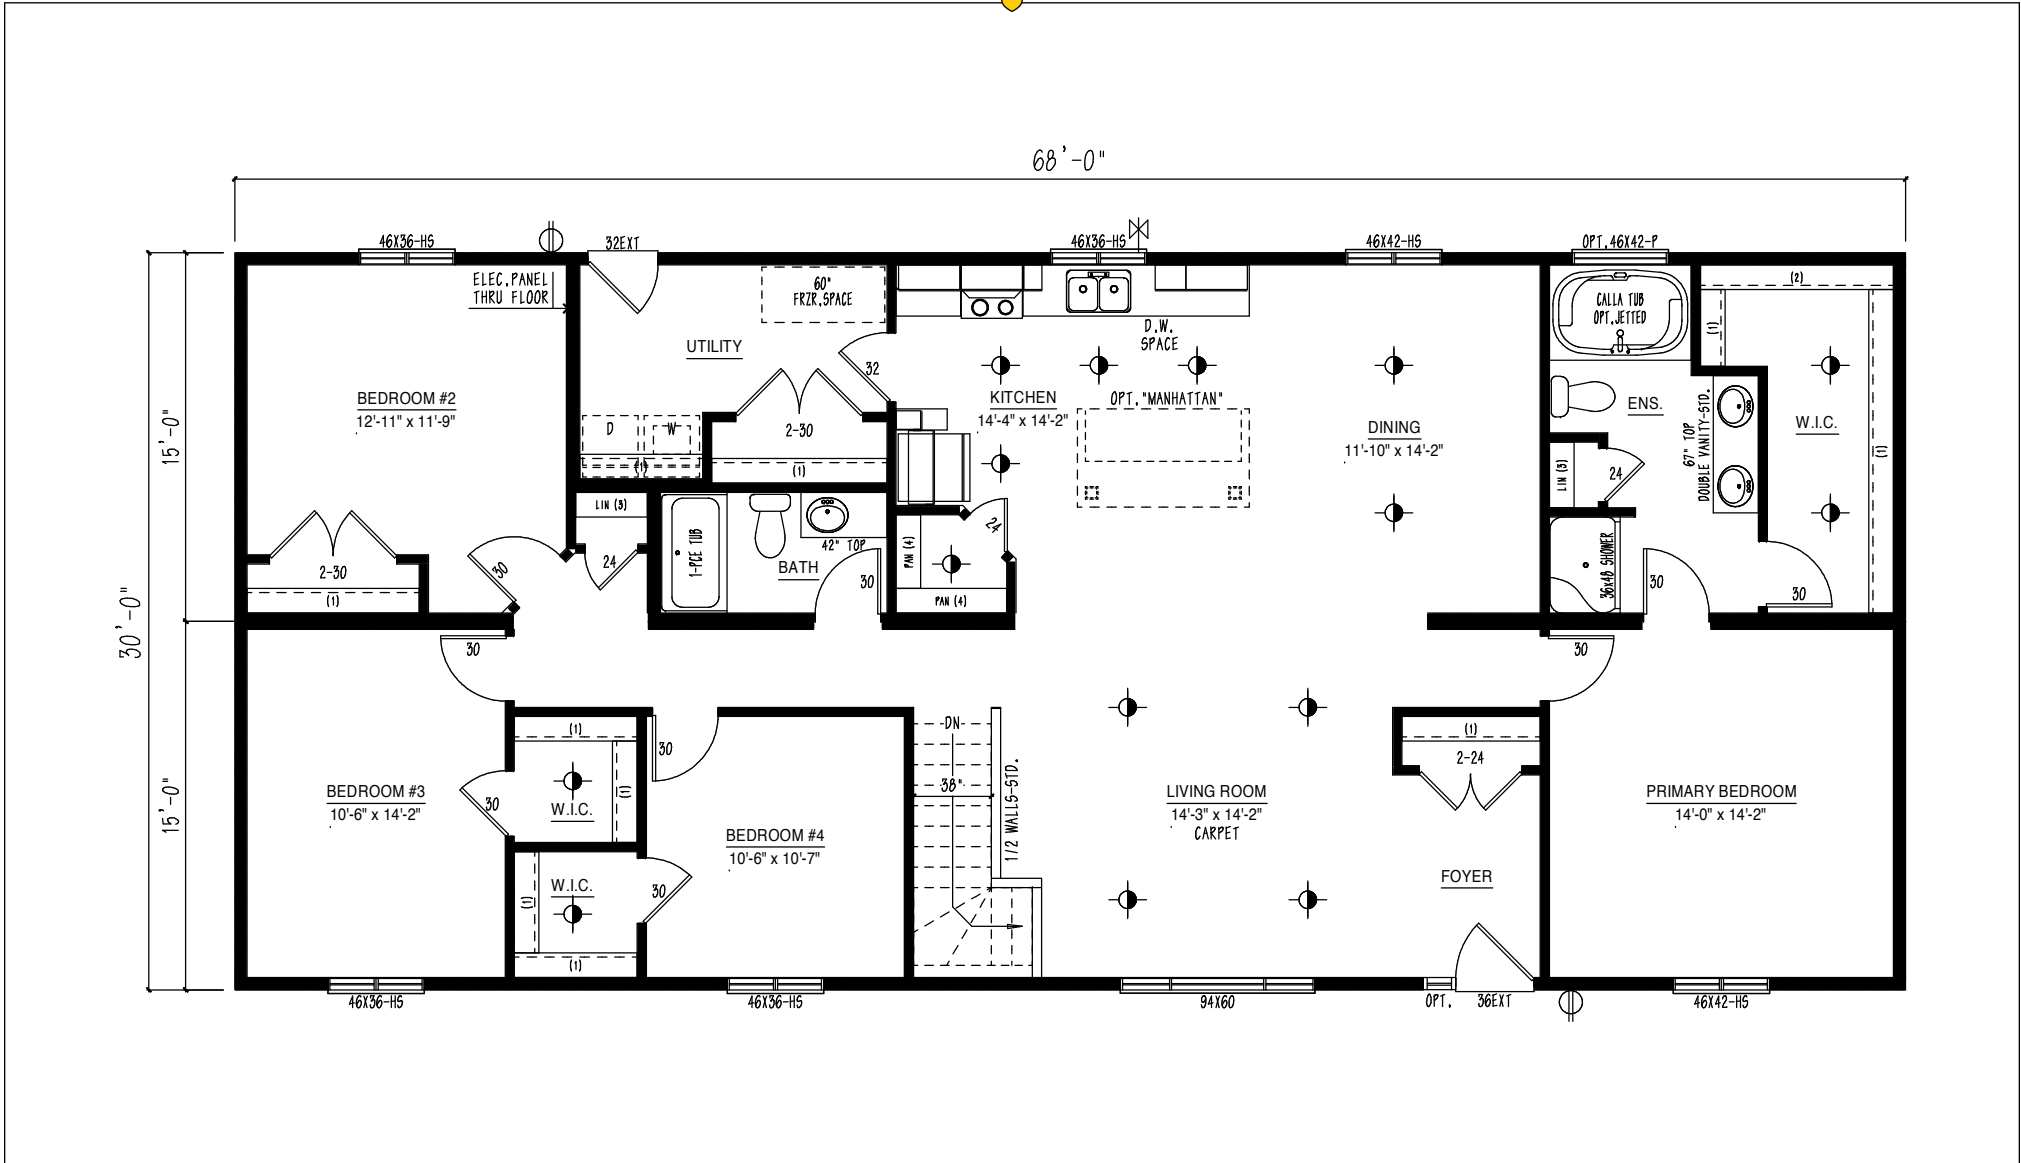 68'-0"
46X36-HS
32EXT
46X36-HS
46X42-HS
OPT.46X42-P
ELEC.PANEL
THRU FLOOR
60"
FRZR.SPACE
CALLA TUB
OPT.JETTED
(2)
(1)
D.W.
SPACE
UTILITY
32
BEDROOM #2
12'-11" x 11'-9"
KITCHEN
14'-4" x 14'-2"
OPT. "MANHATTAN"
DINING
11'-10" x 14'-2"
ENS.
67" TOP
DOUBLE VANITY-STD.
W.I.C.
(1)
15'-0"
D
W
(1)
2-30
(1)
LIN (3)
24
LIN (3)
24
1-PCE TUB
42" TOP
BATH
30
PAN (4)
24
PAN (4)
36X48 SHOWER
30
30
2-30
(1)
30
30'-0"
30
30
30
DN
38"
1/2 WALLS-STD.
(1)
(1)
W.I.C.
30
(1)
2-24
15'-0"
BEDROOM #3
10'-6" x 14'-2"
LIVING ROOM
14'-3" x 14'-2"
CARPET
PRIMARY BEDROOM
14'-0" x 14'-2"
BEDROOM #4
10'-6" x 10'-7"
W.I.C.
(1)
(1)
30
FOYER
46X36-HS
46X36-HS
94X60
OPT.
36EXT
46X42-HS